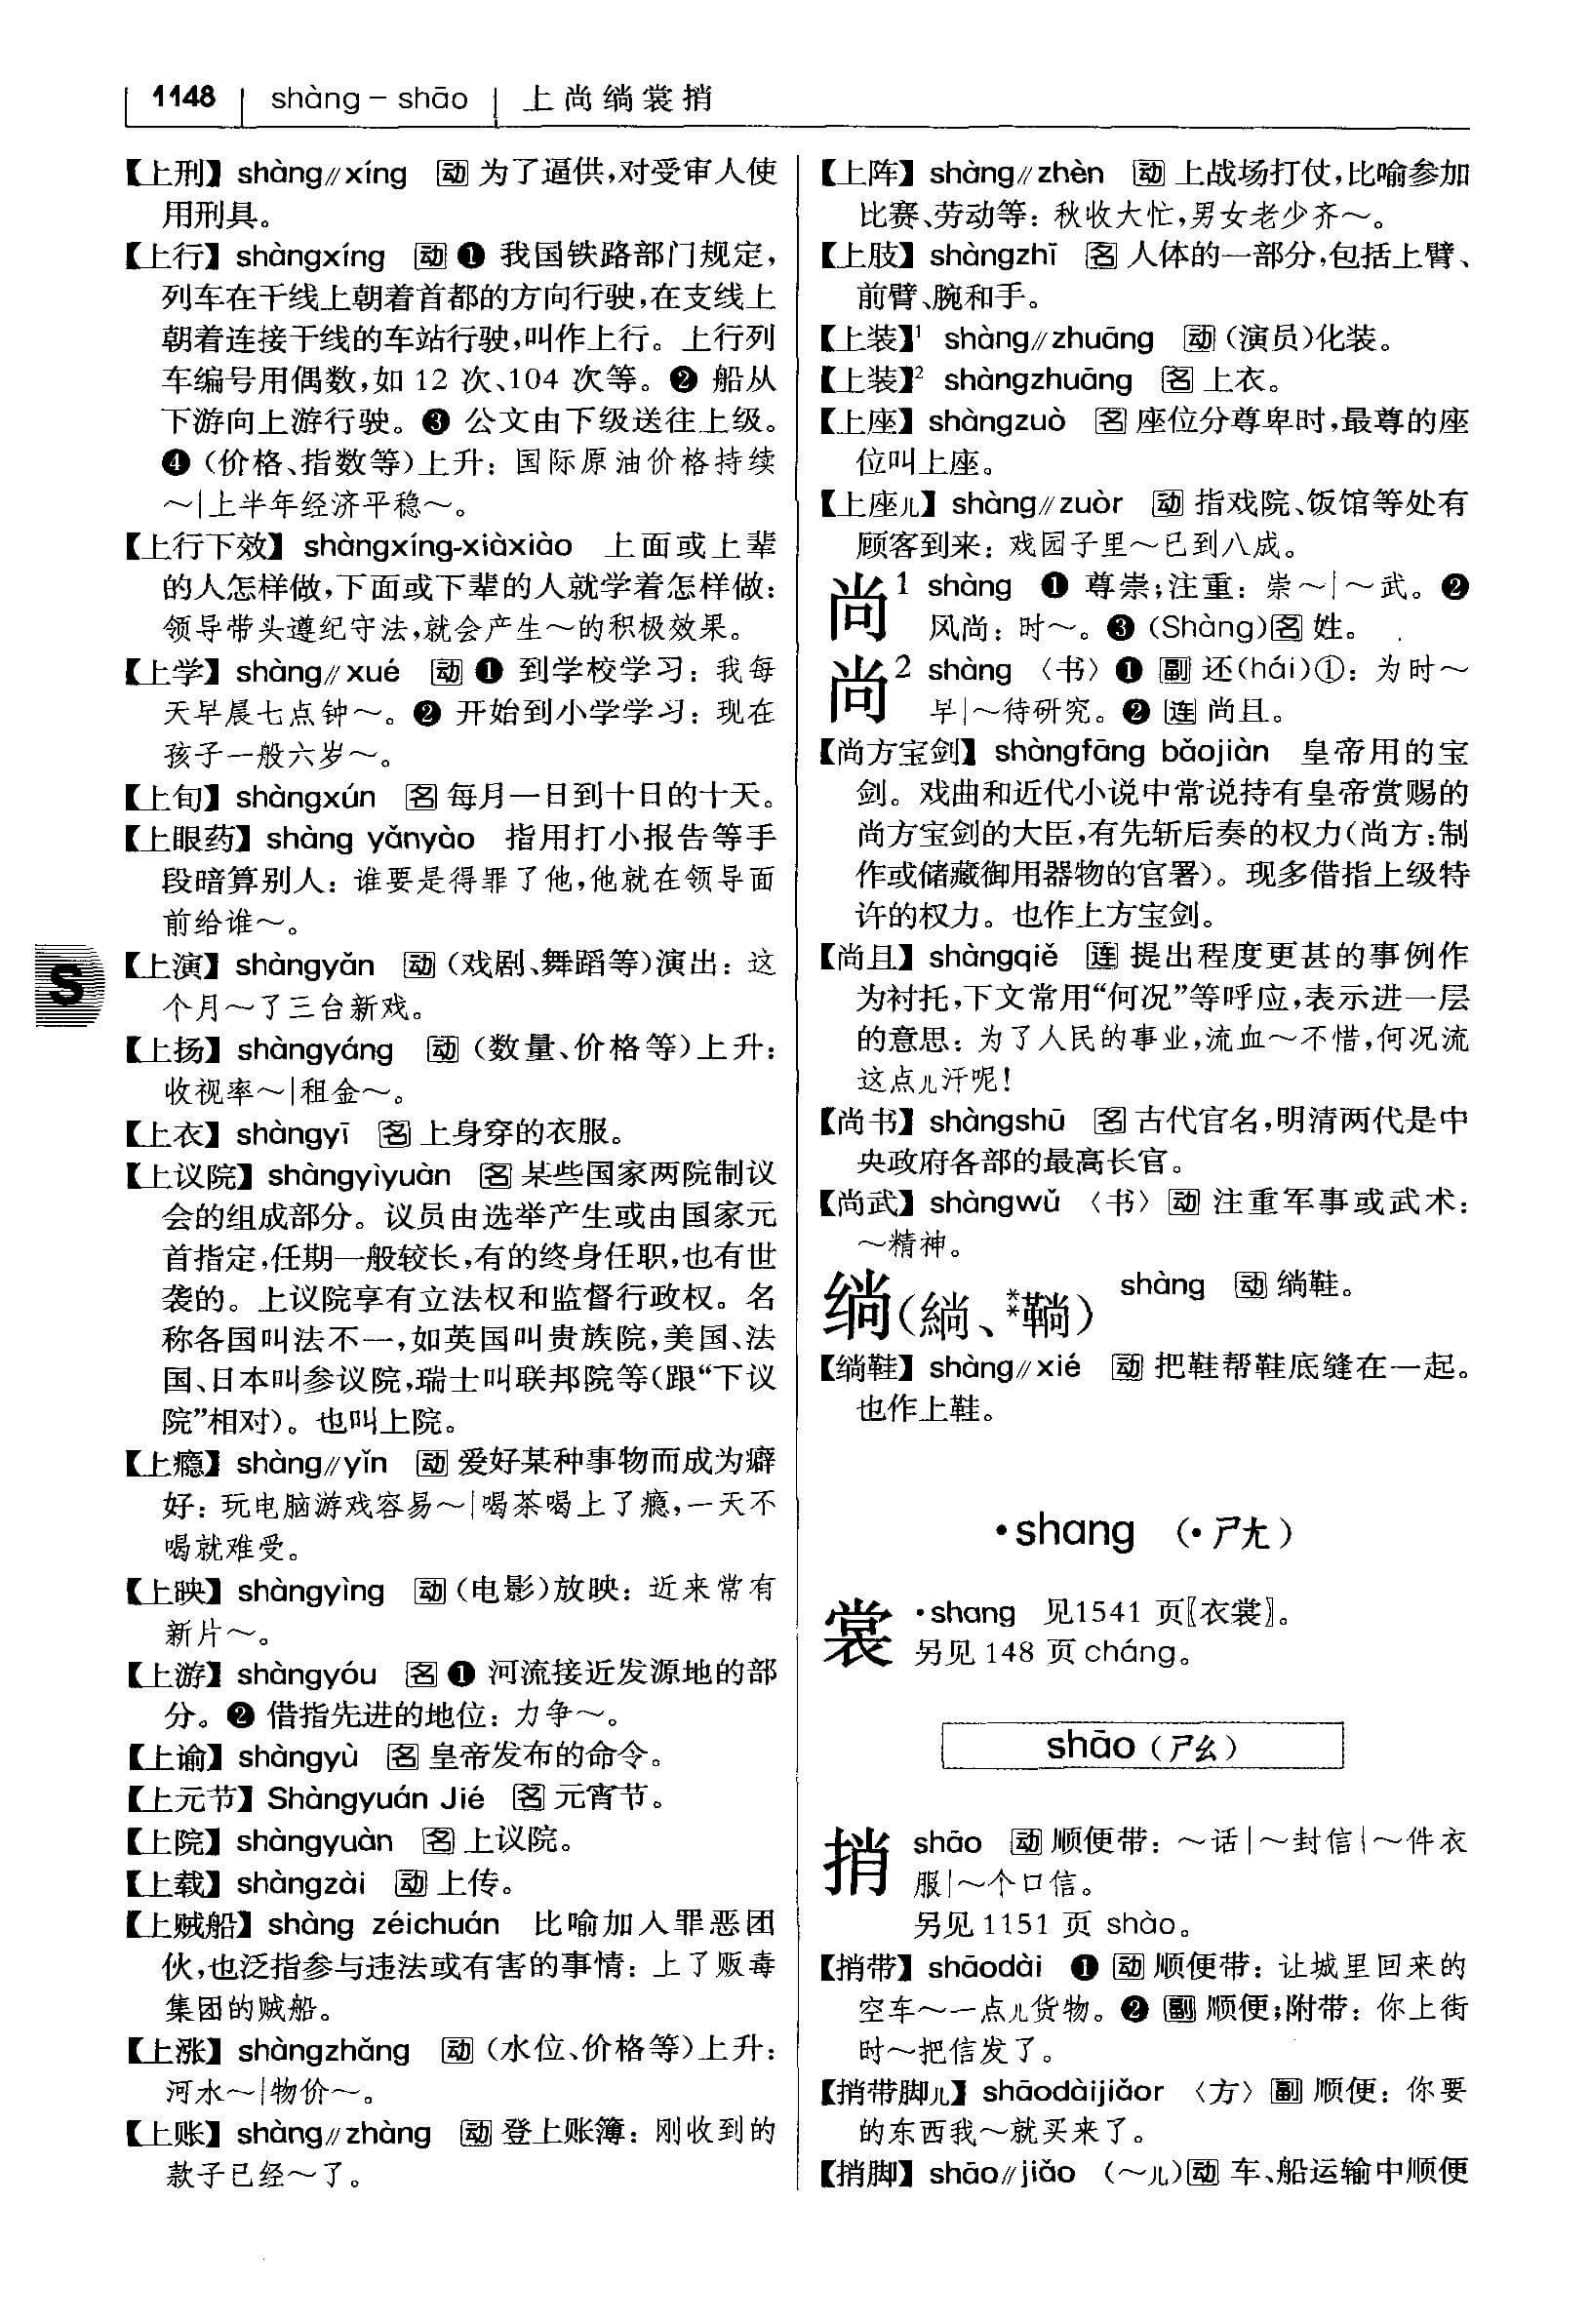 1148 shàng – shāo 上尚绱裳捎
【上刑】 shàng∥xíng 动 为了逼供,对受审人使
用刑具。
【上行】 shàngxíng 动 ❶ 我国铁路部门规定,
列车在干线上朝着首都的方向行驶,在支线上
朝着连接干线的车站行驶,叫作上行。上行列
车编号用偶数,如 12 次、104 次等。❷ 船从
下游向上游行驶。❸ 公文由下级送往上级。
❹ (价格、指数等)上升: 国际原油价格持续
～|上半年经济平稳～。
【上行下效】 shàngxíng-xiàxiào 上面或上辈
的人怎样做,下面或下辈的人就学着怎样做:
领导带头遵纪守法,就会产生～的积极效果。
【上学】 shàng∥xué 动 ❶ 到学校学习: 我每
天早晨七点钟～。❷ 开始到小学学习: 现在
孩子一般六岁～。
【上旬】 shàngxún 名 每月一日到十日的十天。
【上眼药】 shàng yǎnyào 指用打小报告等手
段暗算别人: 谁要是得罪了他,他就在领导面
前给谁～。
S
【上演】 shàngyǎn 动 (戏剧、舞蹈等)演出: 这
个月～了三台新戏。
【上扬】 shàngyáng 动 (数量、价格等)上升:
收视率～|租金～。
【上衣】 shàngyī 名 上身穿的衣服。
【上议院】 shàngyìyuàn 名 某些国家两院制议
会的组成部分。议员由选举产生或由国家元
首指定,任期一般较长,有的终身任职,也有世
袭的。上议院享有立法权和监督行政权。名
称各国叫法不一,如英国叫贵族院,美国、法
国、日本叫参议院,瑞士叫联邦院等(跟“下议
院”相对)。也叫上院。
【上瘾】 shàng∥yǐn 动 爱好某种事物而成为癖
好: 玩电脑游戏容易～|喝茶喝上了瘾,一天不
喝就难受。
【上映】 shàngyìng 动 (电影)放映: 近来常有
新片～。
【上游】 shàngyóu 名 ❶ 河流接近发源地的部
分。❷ 借指先进的地位: 力争～。
【上谕】 shàngyù 名 皇帝发布的命令。
【上元节】 Shàngyuán Jié 名 元宵节。
【上院】 shàngyuàn 名 上议院。
【上载】 shàngzài 动 上传。
【上贼船】 shàng zéichuán 比喻加入罪恶团
伙,也泛指参与违法或有害的事情: 上了贩毒
集团的贼船。
【上涨】 shàngzhǎng 动 (水位、价格等)上升:
河水～|物价～。
【上账】 shàng∥zhàng 动 登上账簿: 刚收到的
款子已经～了。
【上阵】 shàng∥zhèn 动 上战场打仗,比喻参加
比赛、劳动等: 秋收大忙,男女老少齐～。
【上肢】 shàngzhī 名 人体的一部分,包括上臂、
前臂、腕和手。
【上装】¹ shàng∥zhuāng 动 (演员)化装。
【上装】² shàngzhuāng 名 上衣。
【上座】 shàngzuò 名 座位分尊卑时,最尊的座
位叫上座。
【上座儿】 shàng∥zuòr 动 指戏院、饭馆等处有
顾客到来: 戏园子里～已到八成。
尚¹ shàng ❶ 尊崇;注重: 崇～|～武。❷
风尚: 时～。❸ (Shàng) 名 姓。
尚² shàng 〈书〉 ❶ 副 还(hái)①: 为时～
早|～待研究。❷ 连 尚且。
【尚方宝剑】 shàngfāng bǎojiàn 皇帝用的宝
剑。戏曲和近代小说中常说持有皇帝赏赐的
尚方宝剑的大臣,有先斩后奏的权力(尚方:制
作或储藏御用器物的官署)。现多借指上级特
许的权力。也作上方宝剑。
【尚且】 shàngqiě 连 提出程度更甚的事例作
为衬托,下文常用“何况”等呼应,表示进一层
的意思: 为了人民的事业,流血～不惜,何况流
这点儿汗呢!
【尚书】 shàngshū 名 古代官名,明清两代是中
央政府各部的最高长官。
【尚武】 shàngwǔ 〈书〉 动 注重军事或武术:
～精神。
绱(緔、**鞝) shàng 动 绱鞋。
【绱鞋】 shàng∥xié 动 把鞋帮鞋底缝在一起。
也作上鞋。
·shang (·ㄕㄤ)
裳 ·shang 见1541 页〖衣裳〗。
另见 148 页 cháng。
shāo (ㄕㄠ)
捎 shāo 动 顺便带: ～话|～封信|～件衣
服|～个口信。
另见 1151 页 shào。
【捎带】 shāodài ❶ 动 顺便带: 让城里回来的
空车～一点儿货物。❷ 副 顺便;附带: 你上街
时～把信发了。
【捎带脚儿】 shāodàijiǎor 〈方〉 副 顺便: 你要
的东西我～就买来了。
【捎脚】 shāo∥jiǎo (～儿) 动 车、船运输中顺便